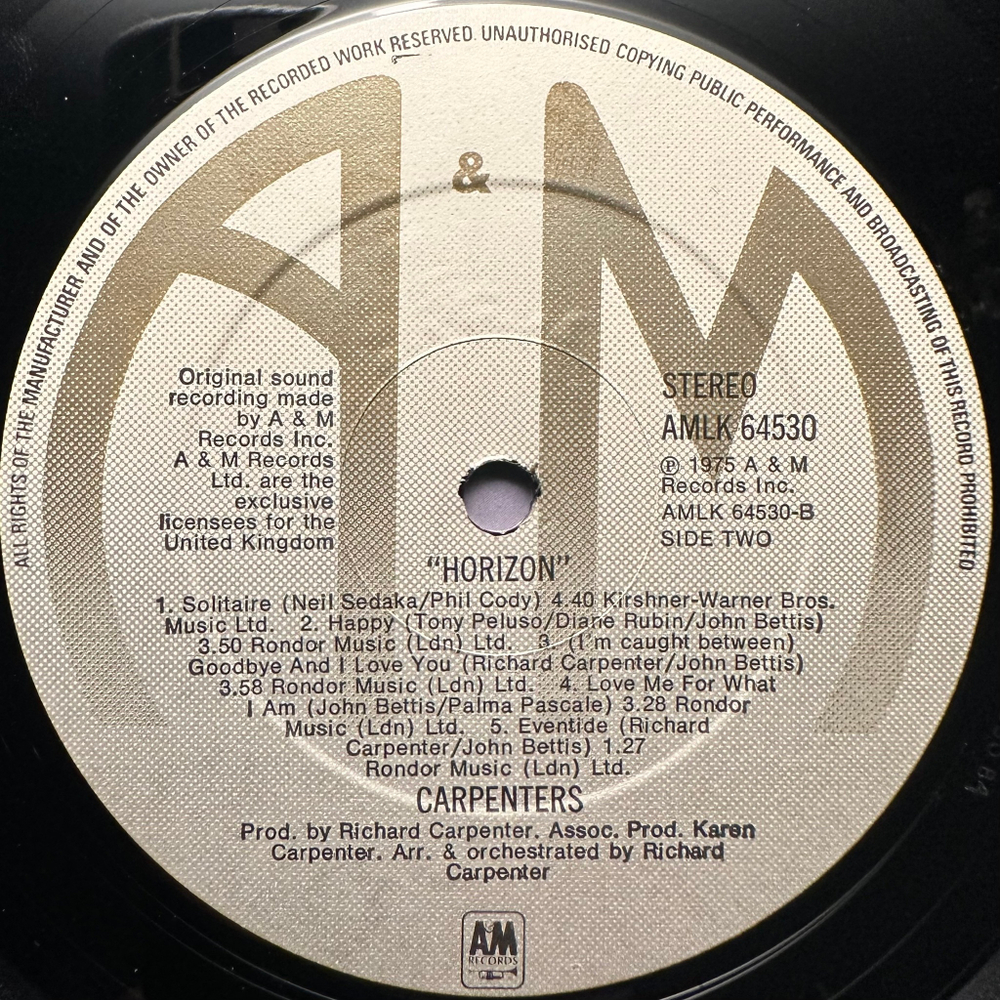 ALL RIGHTS OF THE MANUFACTURER AND OF THE OWNER OF THE RECORDED WORK RESERVED. UNAUTHORISED COPYING PUBLIC PERFORMANCE AND BROADCASTING OF THIS RECORD PROHIBITED
A & M
Original sound
recording made
by A & M
Records Inc.
A & M Records
Ltd. are the
exclusive
licensees for the
United Kingdom
STEREO
AMLK 64530
℗ 1975 A & M
Records Inc.
AMLK 64530-B
SIDE TWO
“HORIZON”
1. Solitaire (Neil Sedaka/Phil Cody) 4.40 Kirshner-Warner Bros.
Music Ltd. 2. Happy (Tony Peluso/Diane Rubin/John Bettis)
3.50 Rondor Music (Ldn) Ltd. 3. (I'm caught between)
Goodbye And I Love You (Richard Carpenter/John Bettis)
3.58 Rondor Music (Ldn) Ltd. 4. Love Me For What
I Am (John Bettis/Palma Pascale) 3.28 Rondor
Music (Ldn) Ltd. 5. Eventide (Richard
Carpenter/John Bettis) 1.27
Rondor Music (Ldn) Ltd.
CARPENTERS
Prod. by Richard Carpenter. Assoc. Prod. Karen
Carpenter. Arr. & orchestrated by Richard
Carpenter
AM
RECORDS